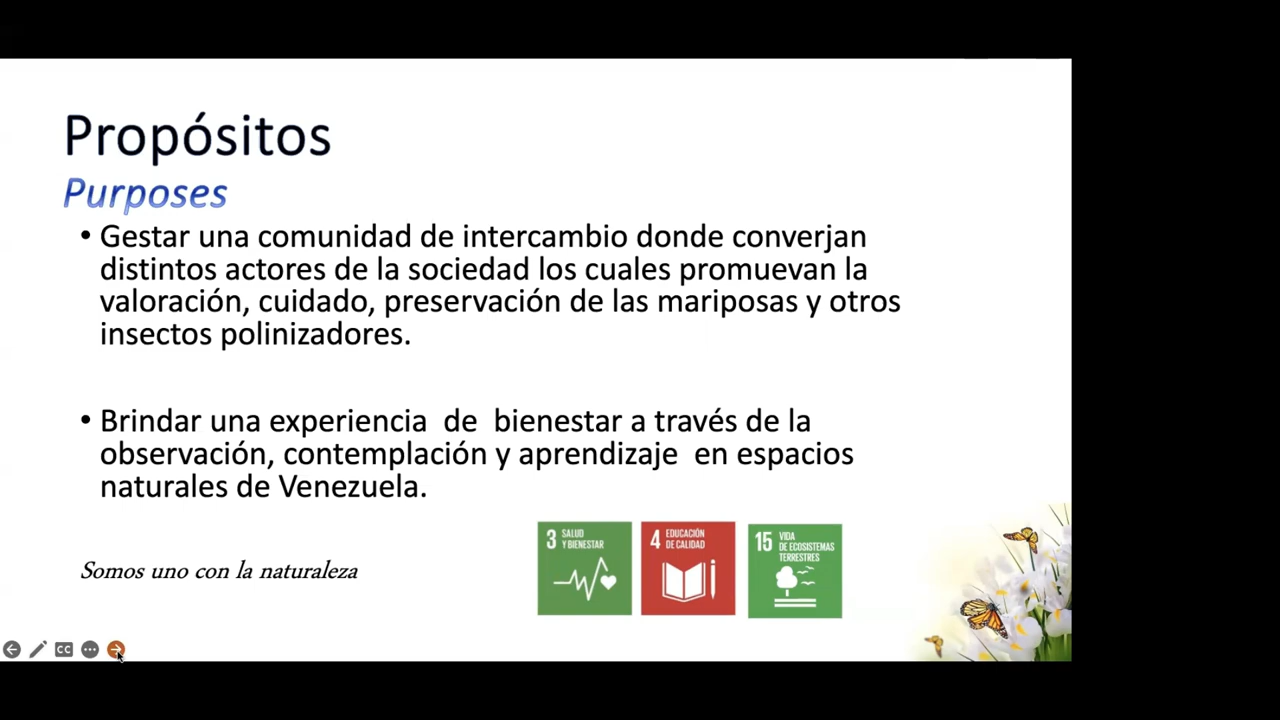 Propósitos
Purposes
• Gestar una comunidad de intercambio donde converjan
distintos actores de la sociedad los cuales promuevan la
valoración, cuidado, preservación de las mariposas y otros
insectos polinizadores.
• Brindar una experiencia de bienestar a través de la
observación, contemplación y aprendizaje en espacios
naturales de Venezuela.
3 SALUD
Y BIENESTAR
4 EDUCACIÓN
DE CALIDAD
15 VIDA
DE ECOSISTEMAS
TERRESTRES
Somos uno con la naturaleza
CC